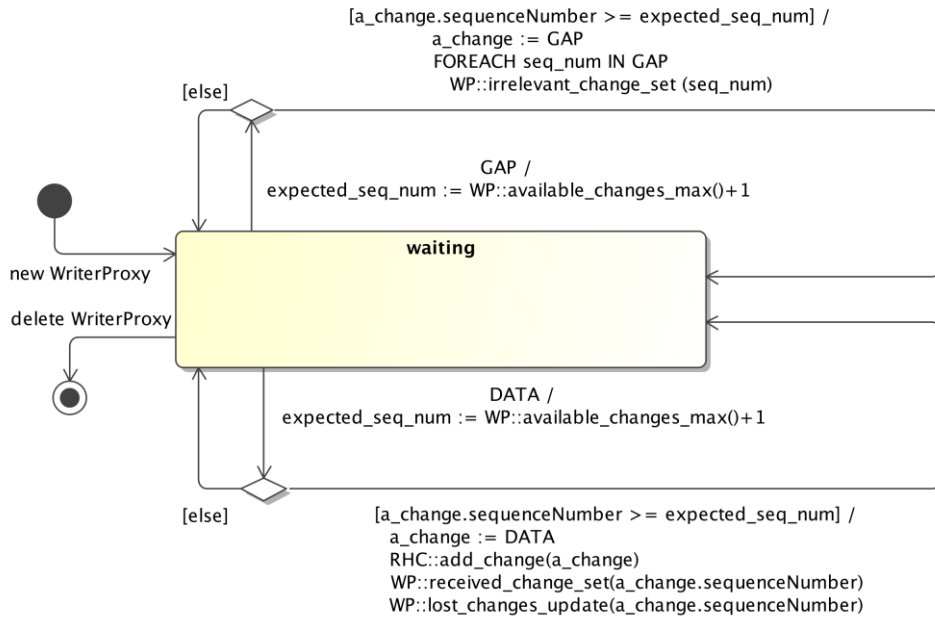 [a_change.sequenceNumber >= expected_seq_num] /
a_change := GAP
FOREACH seq_num IN GAP
WP::irrelevant_change_set (seq_num)
[else]
GAP /
expected_seq_num := WP::available_changes_max()+1
waiting
new WriterProxy
delete WriterProxy
DATA /
expected_seq_num := WP::available_changes_max()+1
[else]
[a_change.sequenceNumber >= expected_seq_num] /
a_change := DATA
RHC::add_change(a_change)
WP::received_change_set(a_change.sequenceNumber)
WP::lost_changes_update(a_change.sequenceNumber)